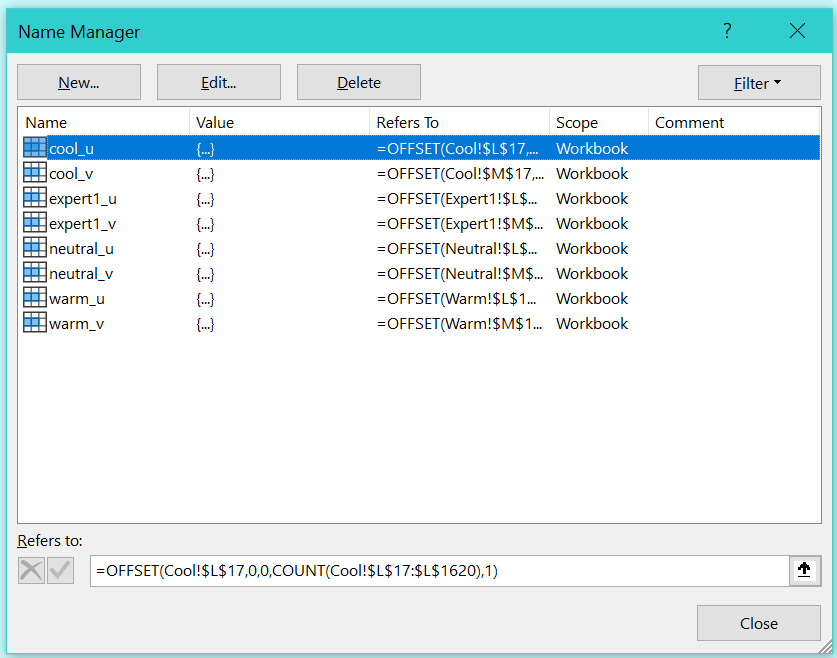 Name Manager ?
New... Edit... Delete Filter
Name Value Refers To Scope Comment
cool_u {...} =OFFSET(Cool!$L$17,... Workbook
cool_v {...} =OFFSET(Cool!$M$17,... Workbook
expert1_u {...} =OFFSET(Expert1!$L$... Workbook
expert1_v {...} =OFFSET(Expert1!$M$... Workbook
neutral_u {...} =OFFSET(Neutral!$L$... Workbook
neutral_v {...} =OFFSET(Neutral!$M$... Workbook
warm_u {...} =OFFSET(Warm!$L$1... Workbook
warm_v {...} =OFFSET(Warm!$M$1... Workbook
Refers to:
=OFFSET(Cool!$L$17,0,0,COUNT(Cool!$L$17:$L$1620),1)
Close